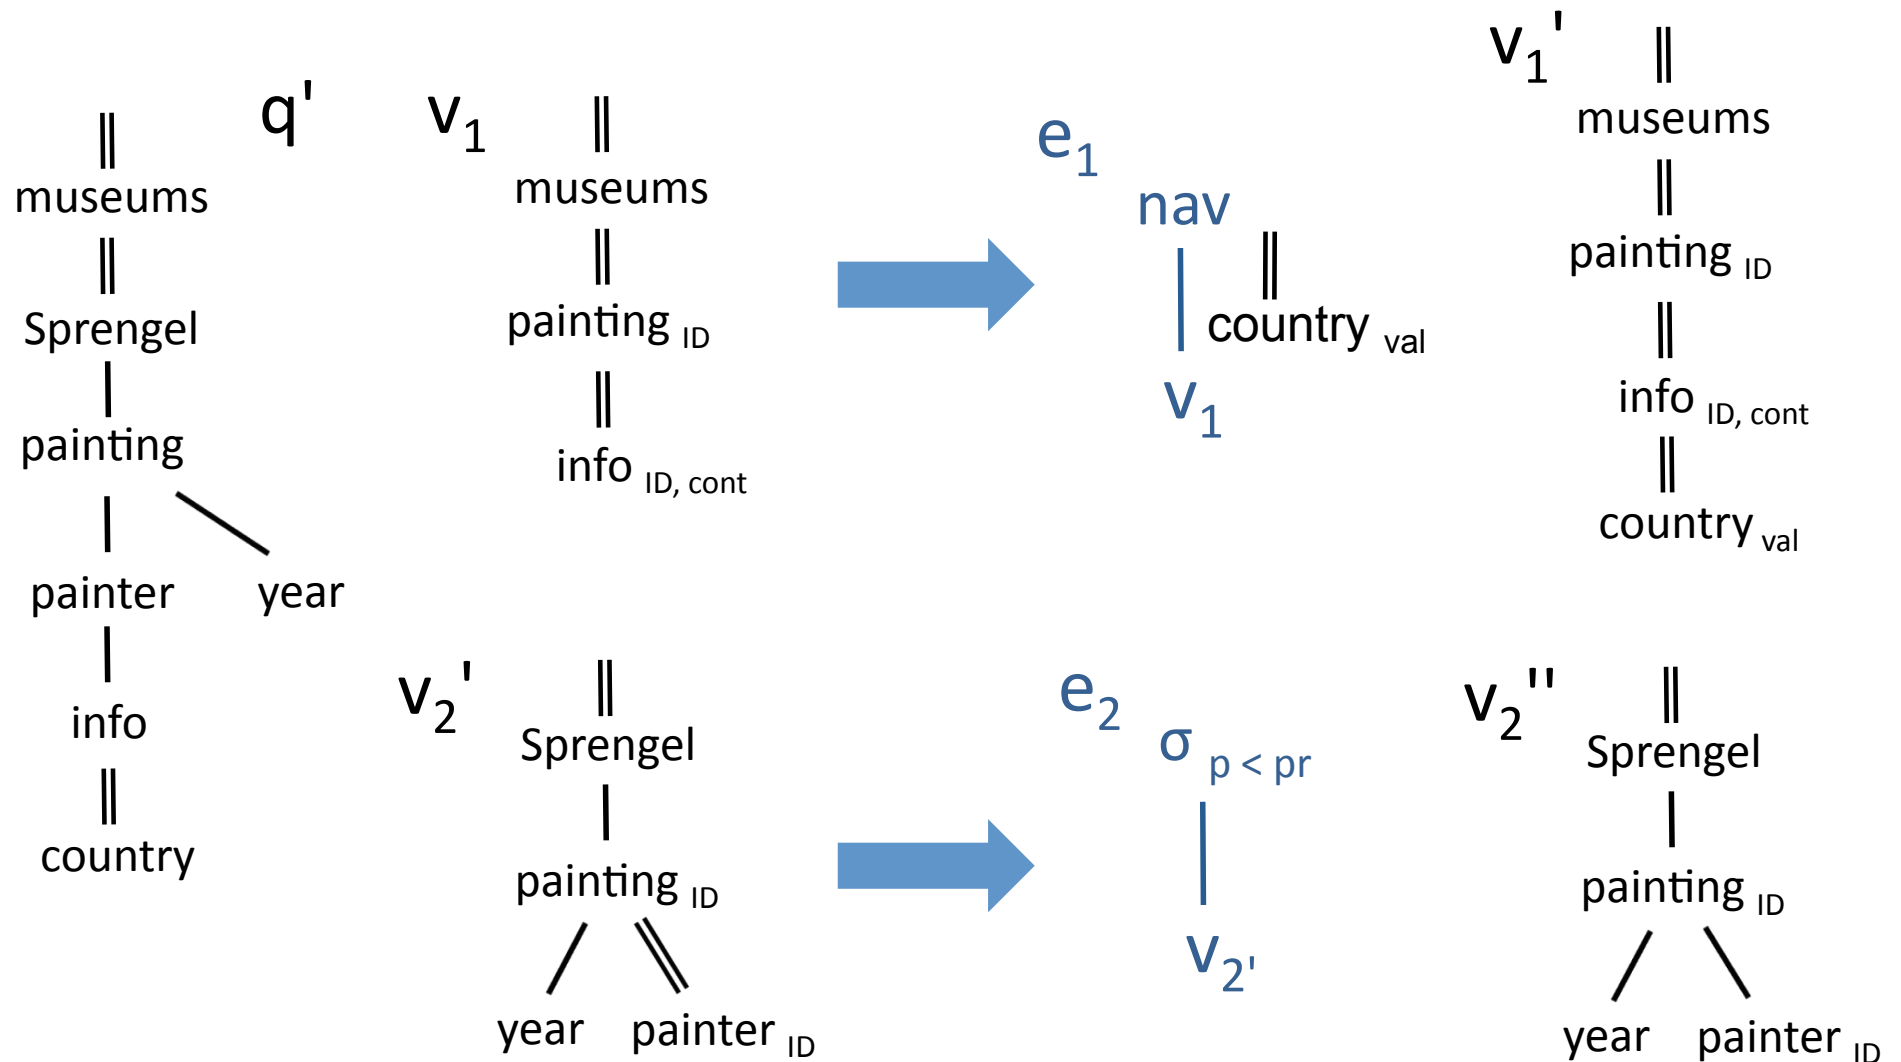 q'
museums
Sprengel
painting
painter year
info
country
v1
museums
painting ID
info ID, cont
e1
nav
country val
v1
v1'
museums
painting ID
info ID, cont
country val
v2'
Sprengel
painting ID
year painter ID
e2
σ p < pr
v2'
v2''
Sprengel
painting ID
year painter ID